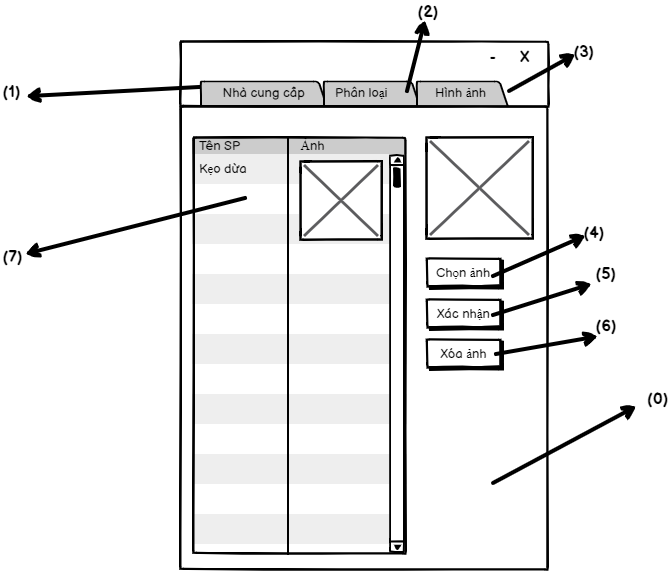 (2)
- X
(3)
(1)
Nhà cung cấp Phân loại Hình ảnh
Tên SP Ảnh
Kẹo dừa
(4)
(7)
Chọn ảnh
(5)
Xác nhận
(6)
Xóa ảnh
(0)